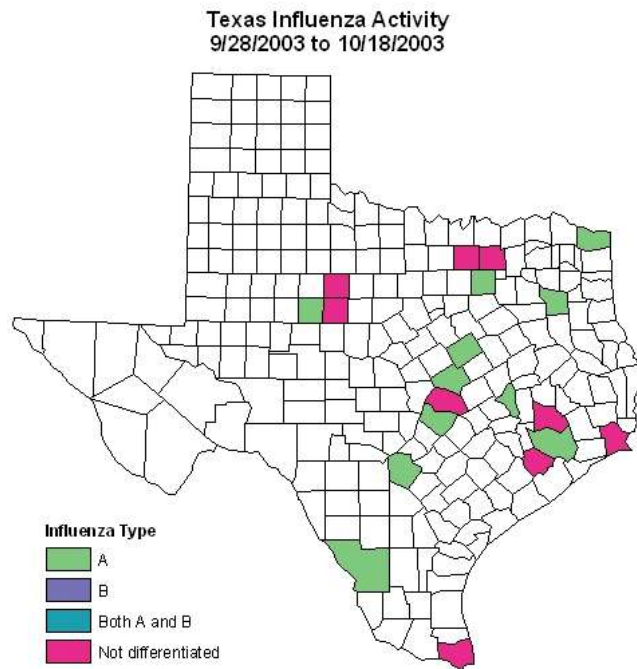 Texas Influenza Activity
9/28/2003 to 10/18/2003
Influenza Type
A
B
Both A and B
Not differentiated